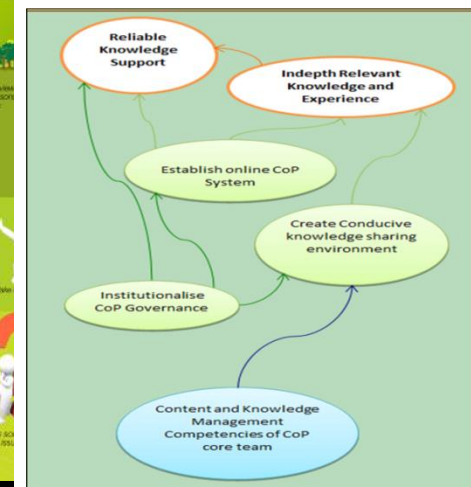 Reliable
Knowledge
Support
Indepth Relevant
Knowledge and
Experience
Establish online CoP
System
Create Conducive
knowledge sharing
environment
Institutionalise
CoP Governance
Content and Knowledge
Management
Competencies of CoP
core team